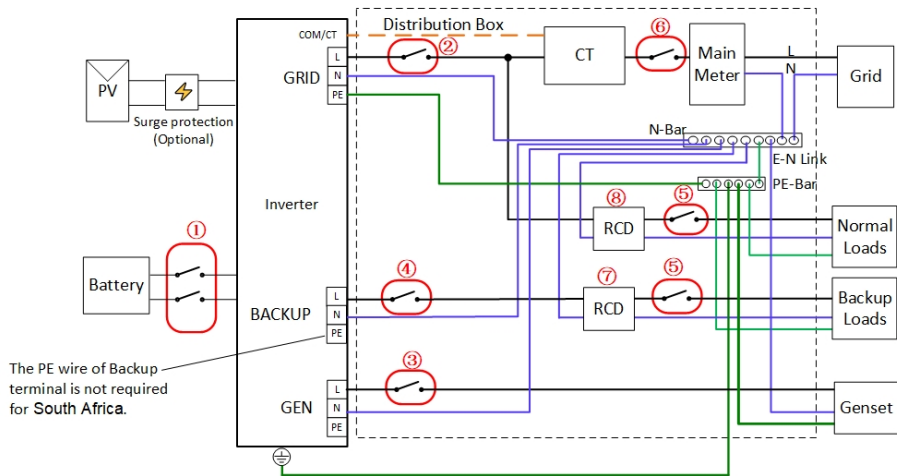 Distribution Box
COM/CT
②
⑥
L
N
PE
GRID
CT
Main
Meter
L
N
Grid
PV
Surge protection
(Optional)
N-Bar
E-N Link
PE-Bar
Inverter
①
⑧
⑤
RCD
Normal
Loads
Battery
④
⑦
⑤
L
N
PE
BACKUP
RCD
Backup
Loads
The PE wire of Backup
terminal is not required
for South Africa.
③
L
N
PE
GEN
Genset